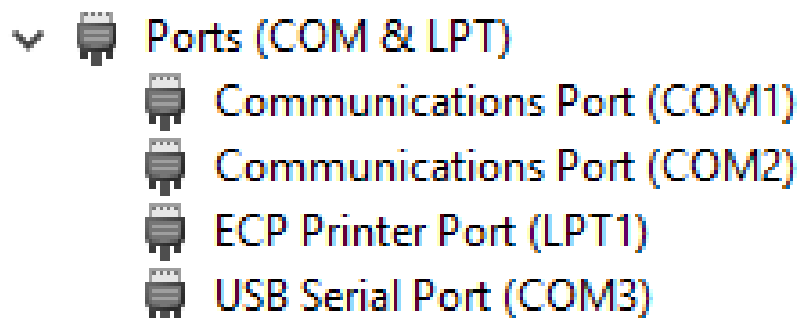 Ports (COM & LPT)
Communications Port (COM1)
Communications Port (COM2)
ECP Printer Port (LPT1)
USB Serial Port (COM3)